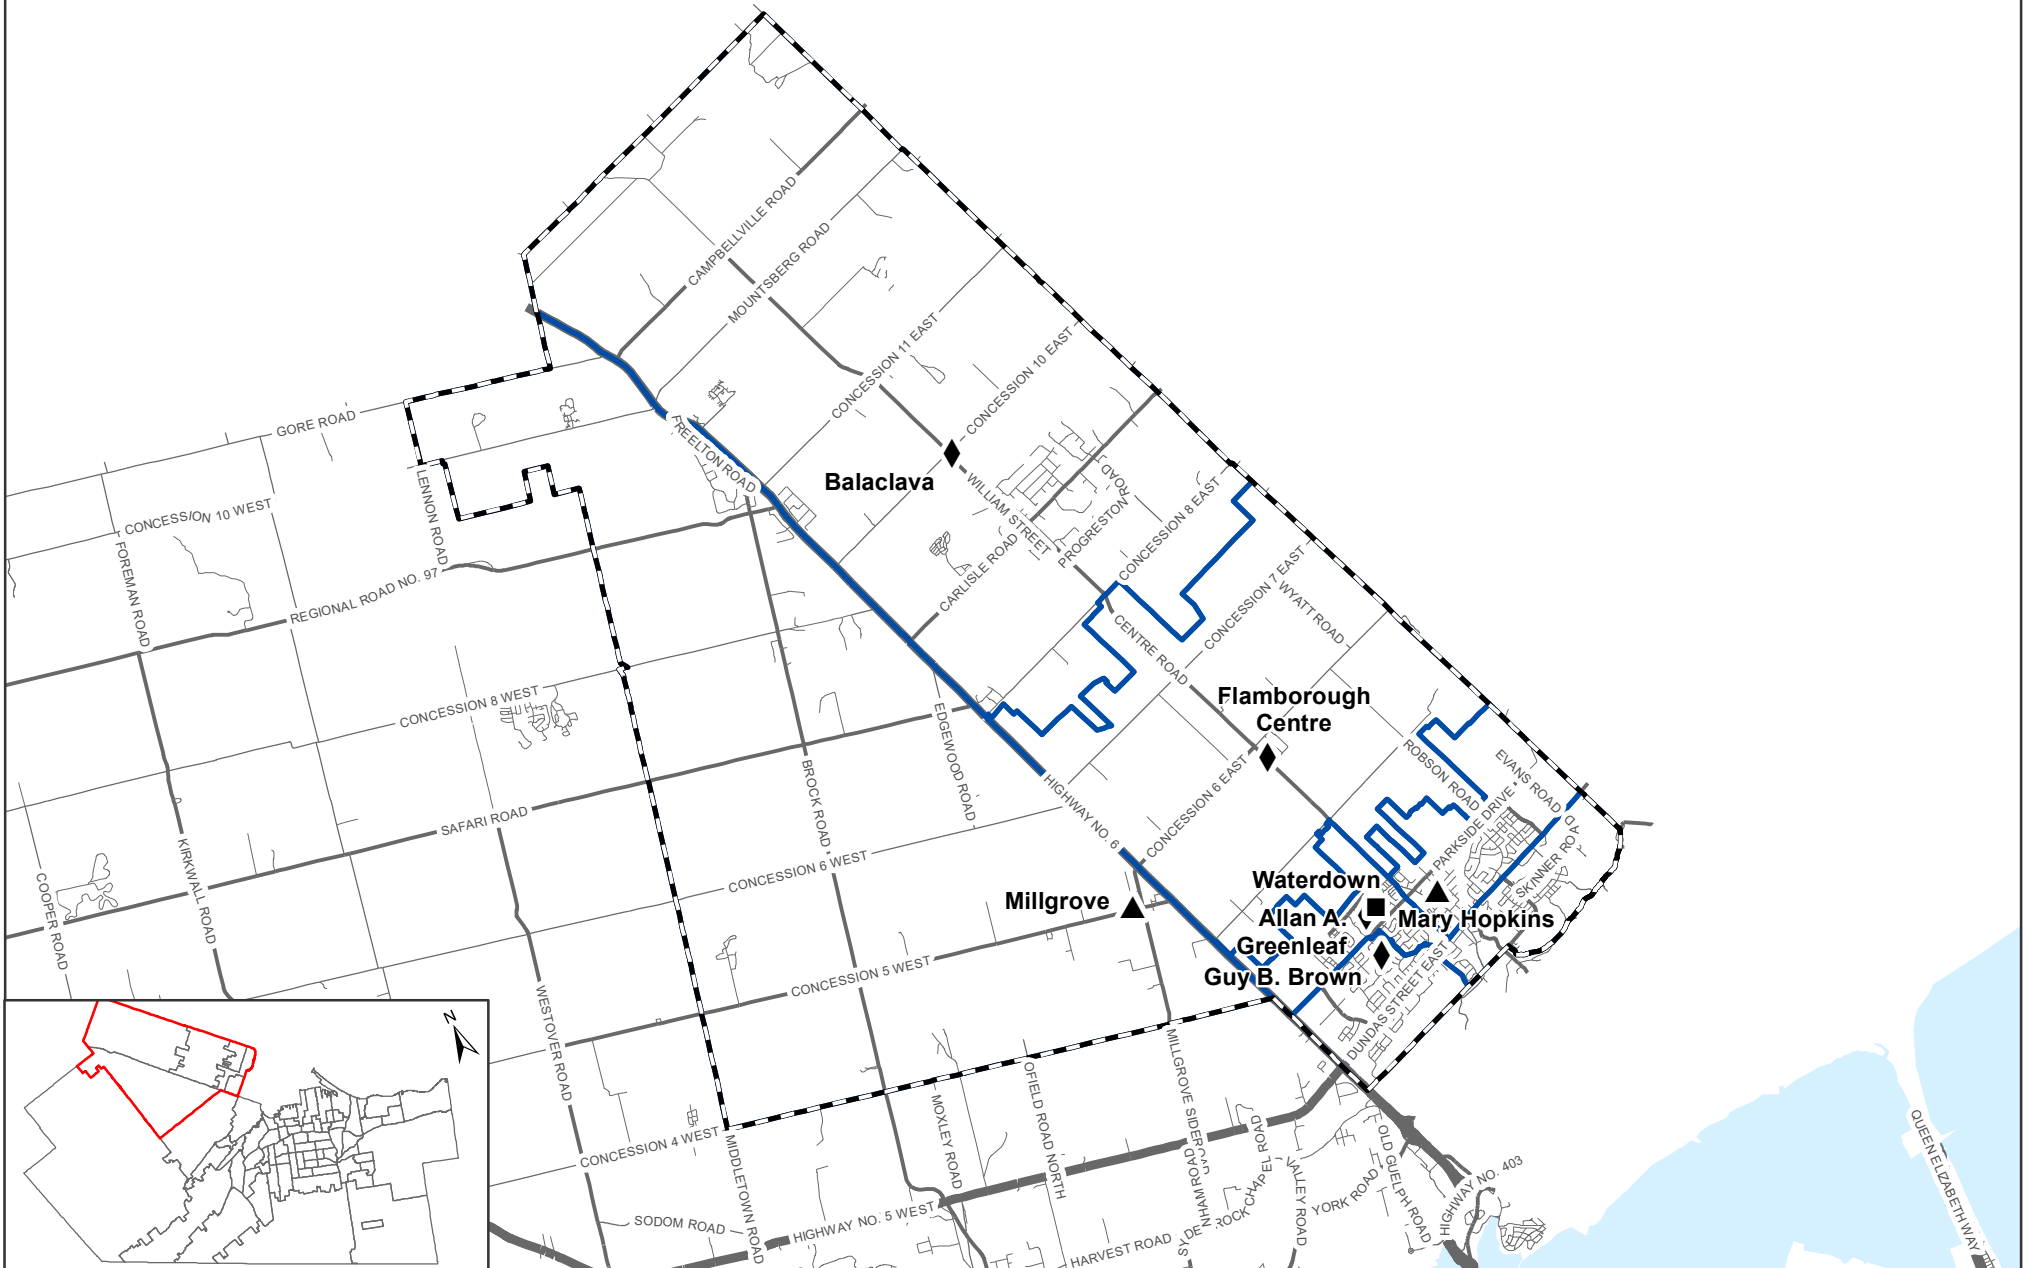 CAMPBELLVILLE ROAD
MOUNTSBERG ROAD
CONCESSION 11 EAST
CONCESSION 10 EAST
GORE ROAD
FREELTON ROAD
LENNON ROAD
CONCESSION 10 WEST
FOREMAN ROAD
REGIONAL ROAD NO. 97
Balaclava
WILLIAM STREET
PROGRESTON
ROAD
CONCESSION 8 EAST
CARLISLE ROAD
CONCESSION 7 EAST
WYATT ROAD
CENTRE ROAD
CONCESSION 8 WEST
EDGEWOOD ROAD
BROCK ROAD
Flamborough
Centre
ROBSON ROAD
EVANS ROAD
PARKSIDE DRIVE
SKINNER ROAD
HIGHWAY NO. 6
CONCESSION 6 EAST
SAFARI ROAD
KIRKWALL ROAD
COOPER ROAD
CONCESSION 6 WEST
Millgrove
Waterdown
Allan A.
Greenleaf
Mary Hopkins
Guy B. Brown
DUNDAS STREET EAST
CONCESSION 5 WEST
WESTOVER ROAD
N
CONCESSION 4 WEST
MIDDLETOWN ROAD
MOXLEY ROAD
OFIELD ROAD NORTH
MILLGROVE SIDEROAD
SODOM ROAD
HIGHWAY NO. 5 WEST
HARVEST ROAD
VALLEY ROAD
YORK ROAD
OLD GUELPH ROAD
HIGHWAY NO. 403
QUEEN ELIZABETH WAY